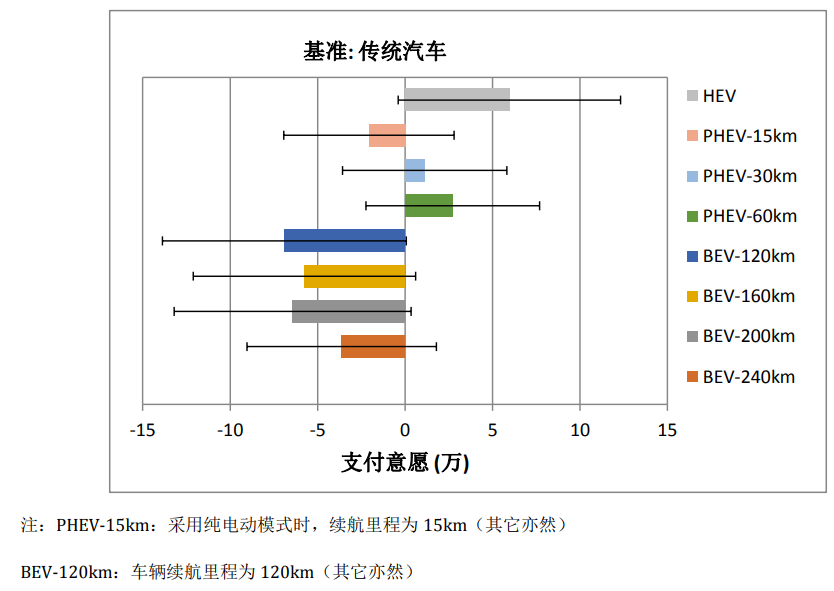 基准: 传统汽车
HEV
PHEV-15km
PHEV-30km
PHEV-60km
BEV-120km
BEV-160km
BEV-200km
BEV-240km
-15 -10 -5 0 5 10 15
支付意愿 (万)
注：PHEV-15km：采用纯电动模式时，续航里程为 15km（其它亦然）
BEV-120km：车辆续航里程为 120km（其它亦然）